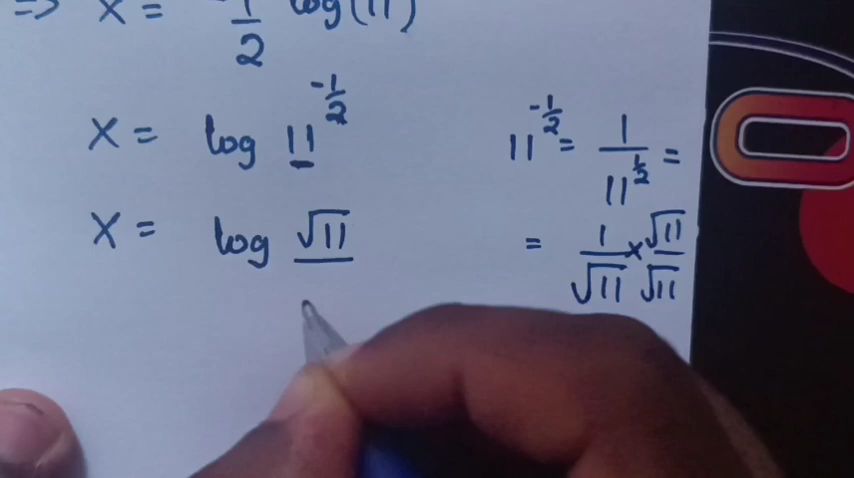 => x = -1/2 log(11)
x = log 11^-1/2
11^-1/2 = 1/11^1/2 =
x = log √11
= 1/√11 × √11/√11